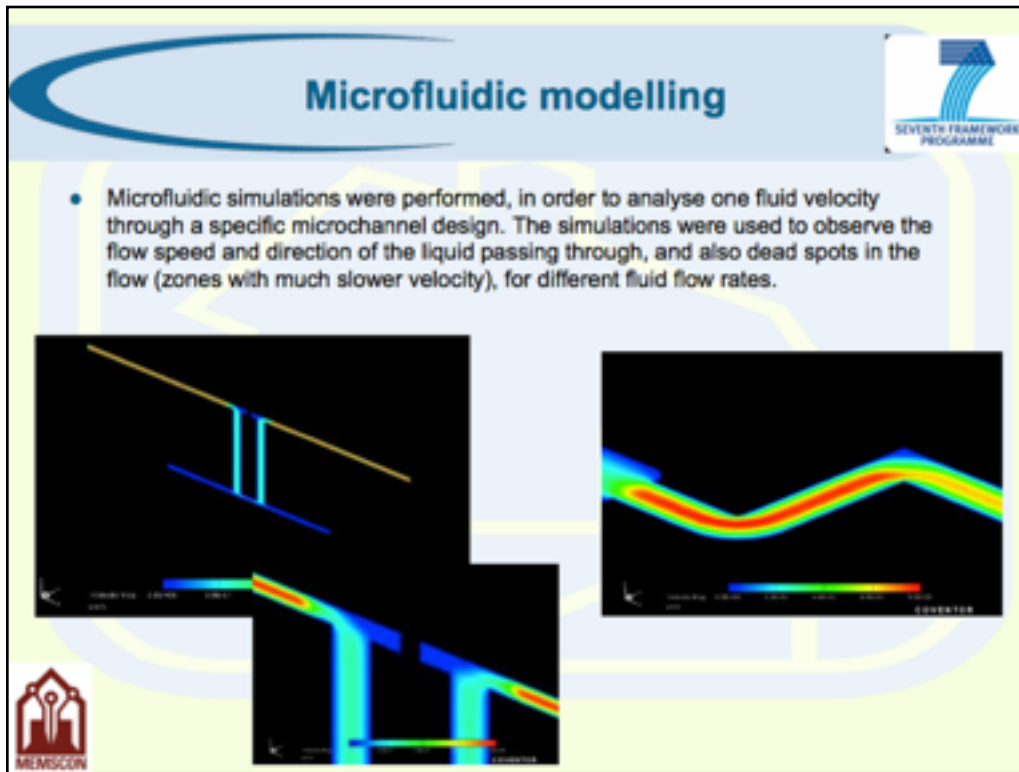 Microfluidic modelling
SEVENTH FRAMEWORK
PROGRAMME
• Microfluidic simulations were performed, in order to analyse one fluid velocity
through a specific microchannel design. The simulations were used to observe the
flow speed and direction of the liquid passing through, and also dead spots in the
flow (zones with much slower velocity), for different fluid flow rates.
COVENTOR
COVENTOR
MEMSCON